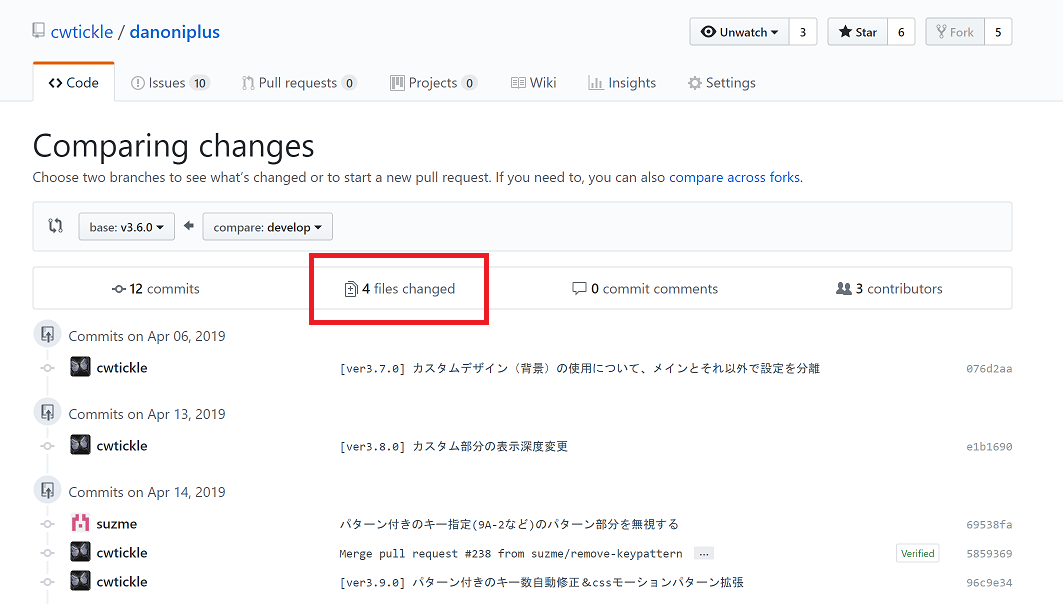 cwtickle / danoniplus
Unwatch 3 Star 6 Fork 5
Code Issues 10 Pull requests 0 Projects 0 Wiki Insights Settings
Comparing changes
Choose two branches to see what's changed or to start a new pull request. If you need to, you can also compare across forks.
base: v3.6.0 compare: develop
12 commits 4 files changed 0 commit comments 3 contributors
Commits on Apr 06, 2019
cwtickle [ver3.7.0] カスタムデザイン（背景）の使用について、メインとそれ以外で設定を分離 076d2aa
Commits on Apr 13, 2019
cwtickle [ver3.8.0] カスタム部分の表示深度変更 e1b1690
Commits on Apr 14, 2019
suzme パターン付きのキー指定(9A-2など)のパターン部分を無視する 69538fa
cwtickle Merge pull request #238 from suzme/remove-keypattern … Verified 5859369
cwtickle [ver3.9.0] パターン付きのキー数自動修正＆cssモーションパターン拡張 96c9e34